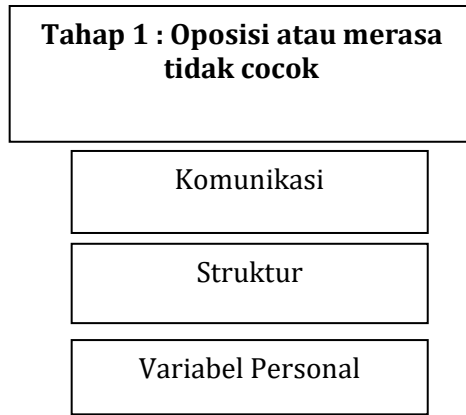 Tahap 1 : Oposisi atau merasa
tidak cocok
Komunikasi
Struktur
Variabel Personal